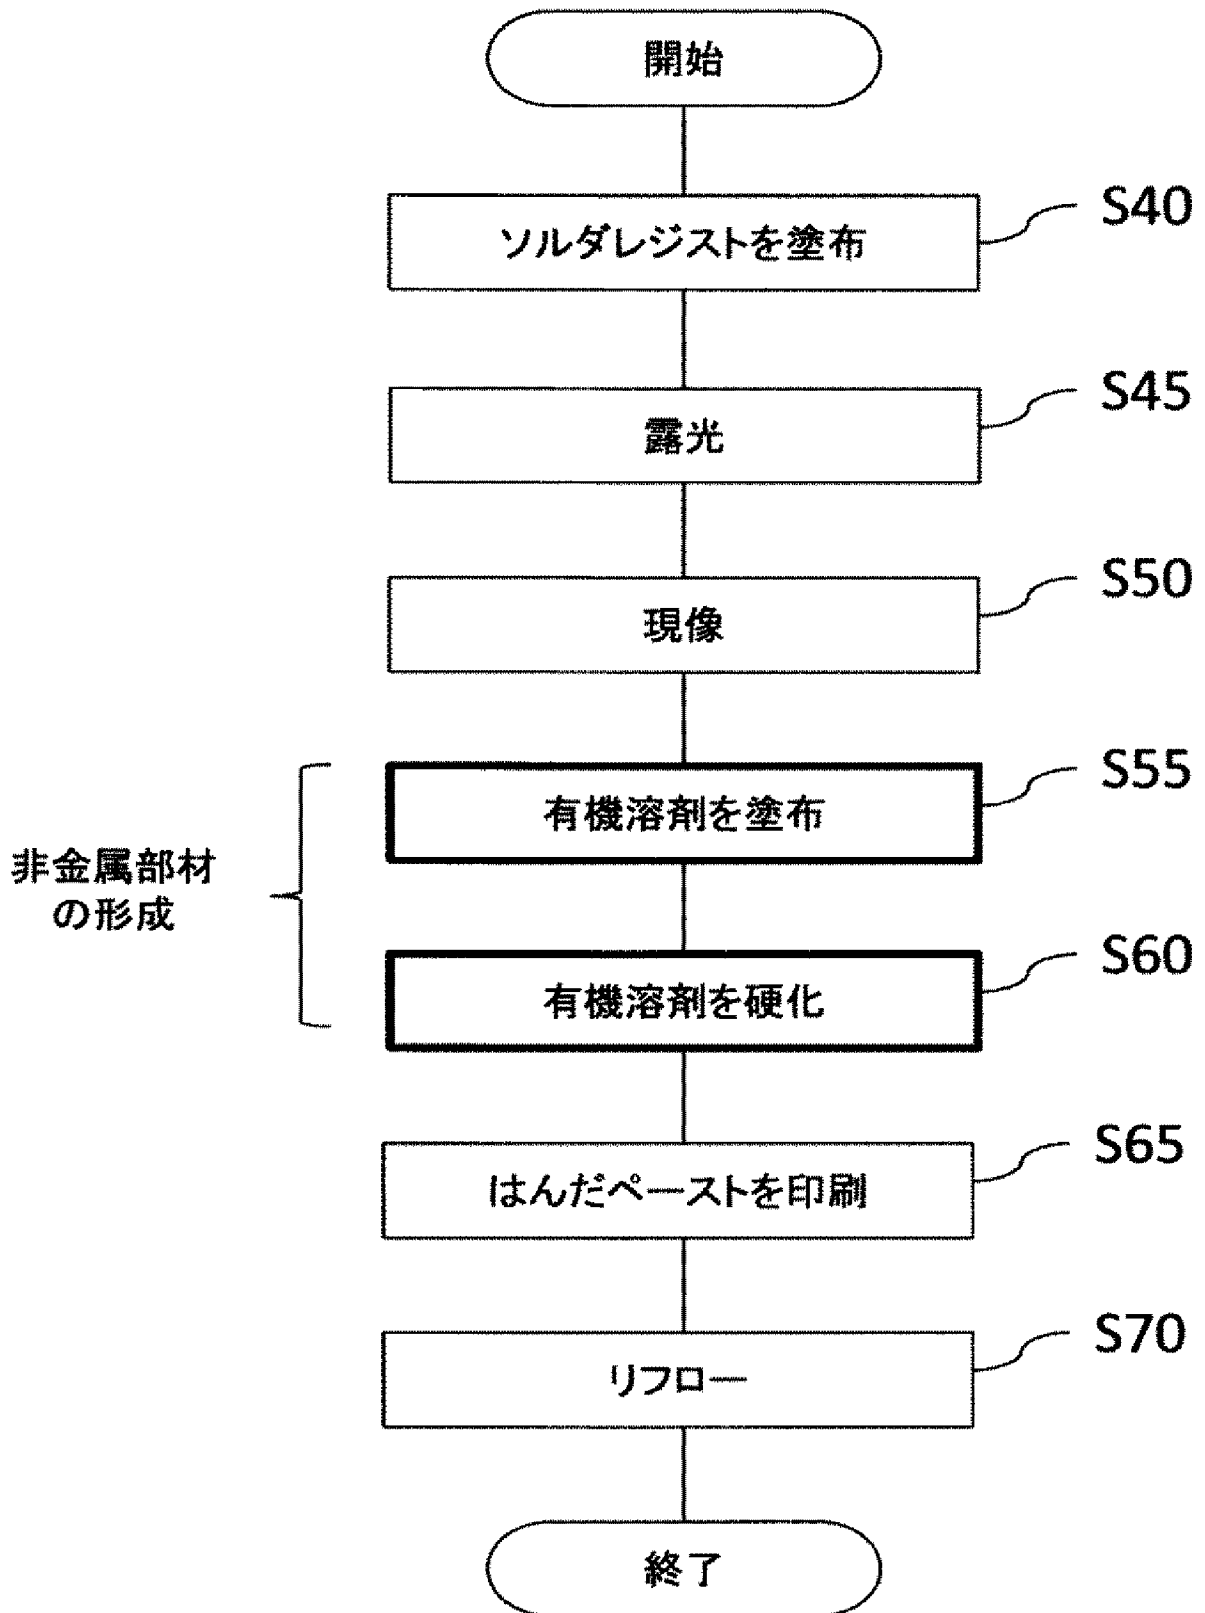 開始
ソルダレジストを塗布
S40
露光
S45
現像
S50
非金属部材
の形成
有機溶剤を塗布
S55
有機溶剤を硬化
S60
はんだペーストを印刷
S65
リフロー
S70
終了